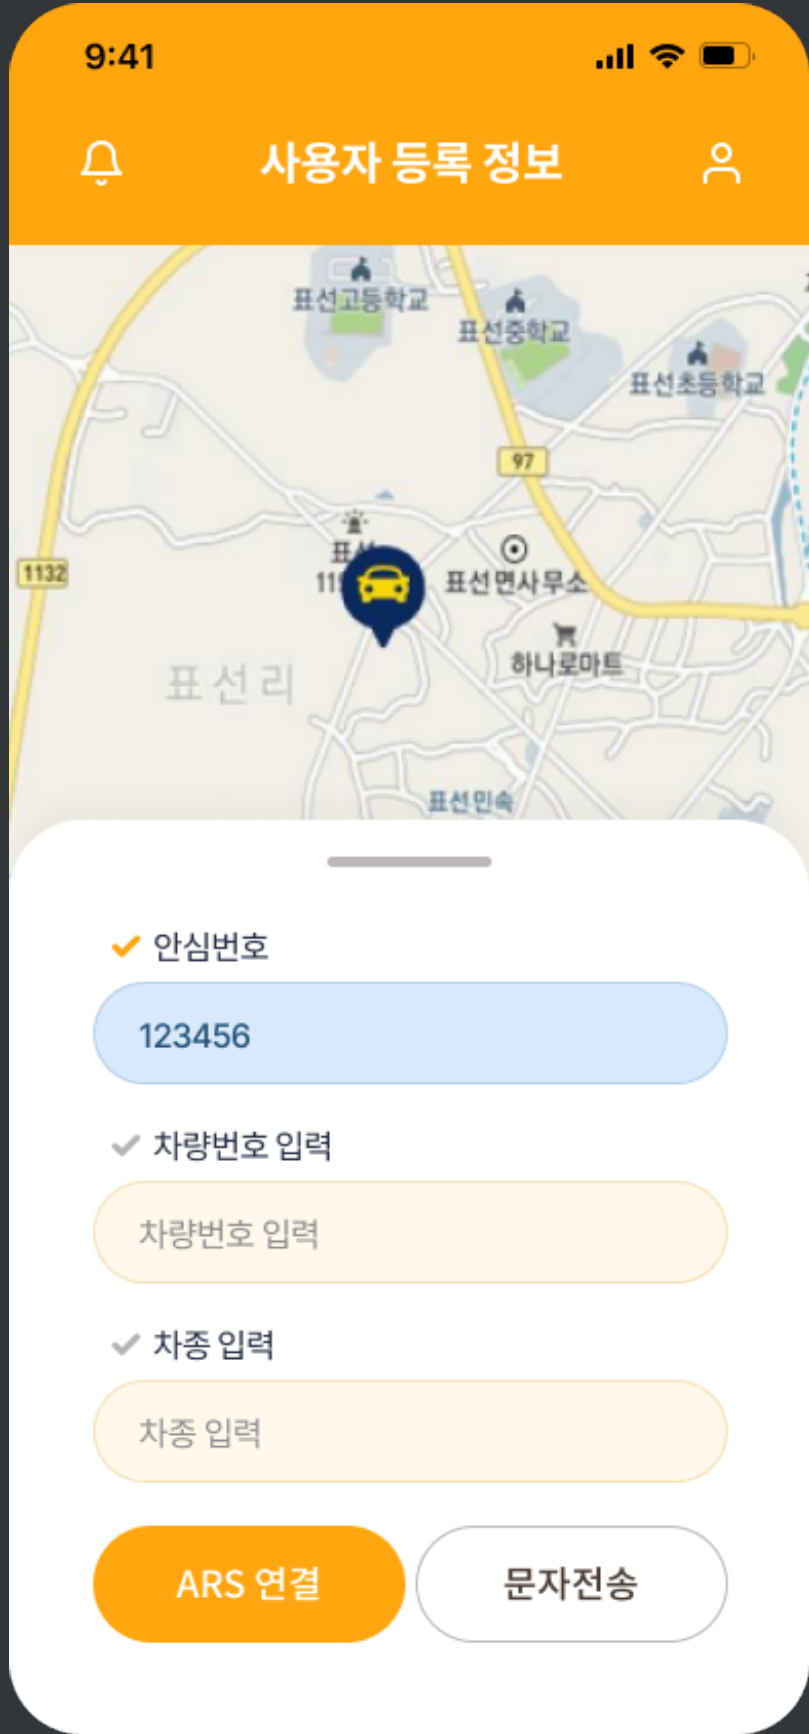 9:41
사용자 등록 정보
표선고등학교
표선중학교
표선초등학교
97
1132
표선면사무소
하나로마트
표선리
표선민속
안심번호
123456
차량번호 입력
차량번호 입력
차종 입력
차종 입력
ARS 연결
문자전송